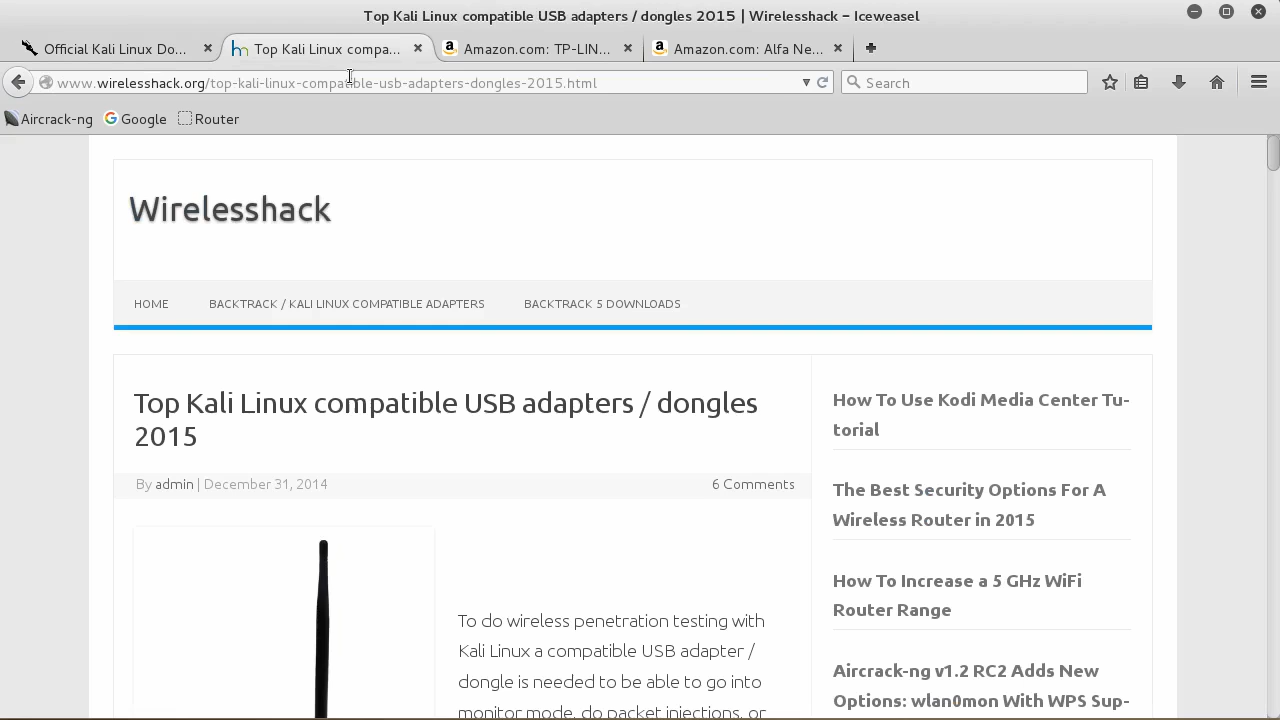 Top Kali Linux compatible USB adapters / dongles 2015 | Wirelesshack - Iceweasel
Official Kali Linux Do... Top Kali Linux compa... Amazon.com: TP-LIN... Amazon.com: Alfa Ne...
www.wirelesshack.org/top-kali-linux-compatible-usb-adapters-dongles-2015.html Search
Aircrack-ng Google Router
Wirelesshack
HOME BACKTRACK / KALI LINUX COMPATIBLE ADAPTERS BACKTRACK 5 DOWNLOADS
Top Kali Linux compatible USB adapters / dongles
2015
By admin | December 31, 2014 6 Comments
To do wireless penetration testing with
Kali Linux a compatible USB adapter /
dongle is needed to be able to go into
monitor mode, do packet injections, or
How To Use Kodi Media Center Tu-
torial
The Best Security Options For A
Wireless Router in 2015
How To Increase a 5 GHz WiFi
Router Range
Aircrack-ng v1.2 RC2 Adds New
Options: wlan0mon With WPS Sup-